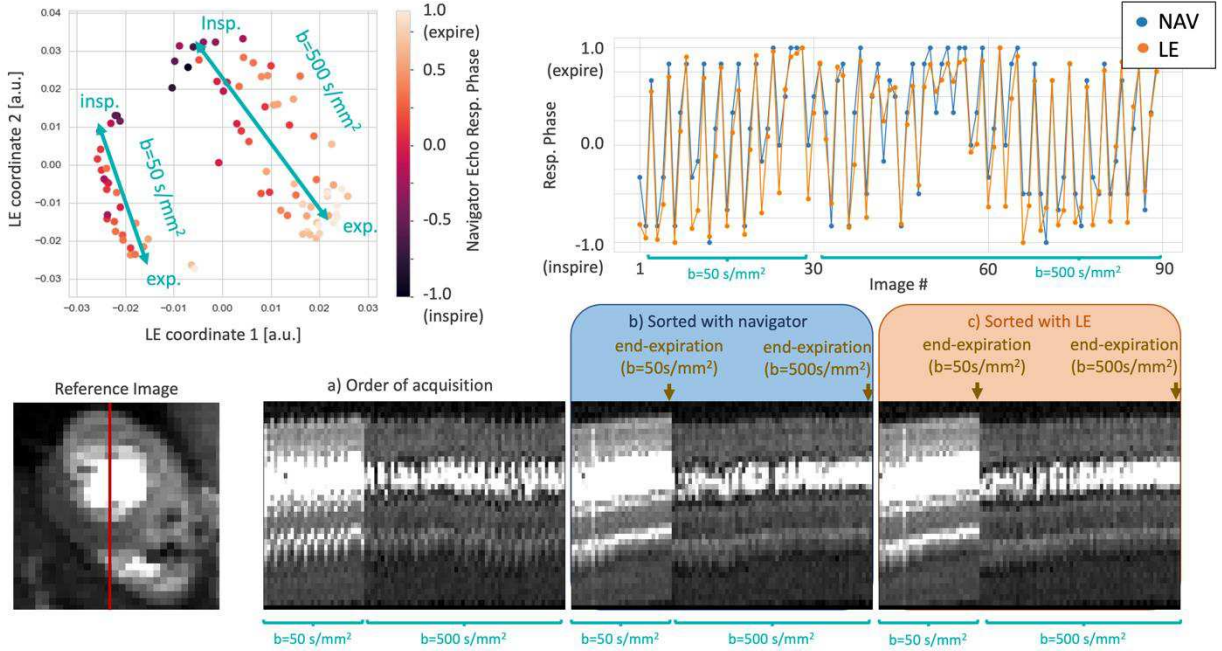 0.04
0.03
0.02
0.01
0.00
−0.01
−0.02
0.03
−0.03
−0.02
−0.01
0.00
0.01
0.02
0.03
LE coordinate 2 [a.u.]
LE coordinate 1 [a.u.]
Insp.
b=500 s/mm²
exp.
insp.
b=50 s/mm²
exp.
1.0
(expire)
0.5
0.0
-0.5
-1.0
(inspire)
Navigator Echo Resp. Phase
NAV
LE
1.0
(expire)
0.0
-1.0
(inspire)
Resp. Phase
1
30
60
90
b=50 s/mm²
b=500 s/mm²
Image #
Reference Image
a) Order of acquisition
b) Sorted with navigator
end-expiration
(b=50s/mm²)
end-expiration
(b=500s/mm²)
c) Sorted with LE
end-expiration
(b=50s/mm²)
end-expiration
(b=500s/mm²)
b=50 s/mm²
b=500 s/mm²
b=50 s/mm²
b=500 s/mm²
b=50 s/mm²
b=500 s/mm²